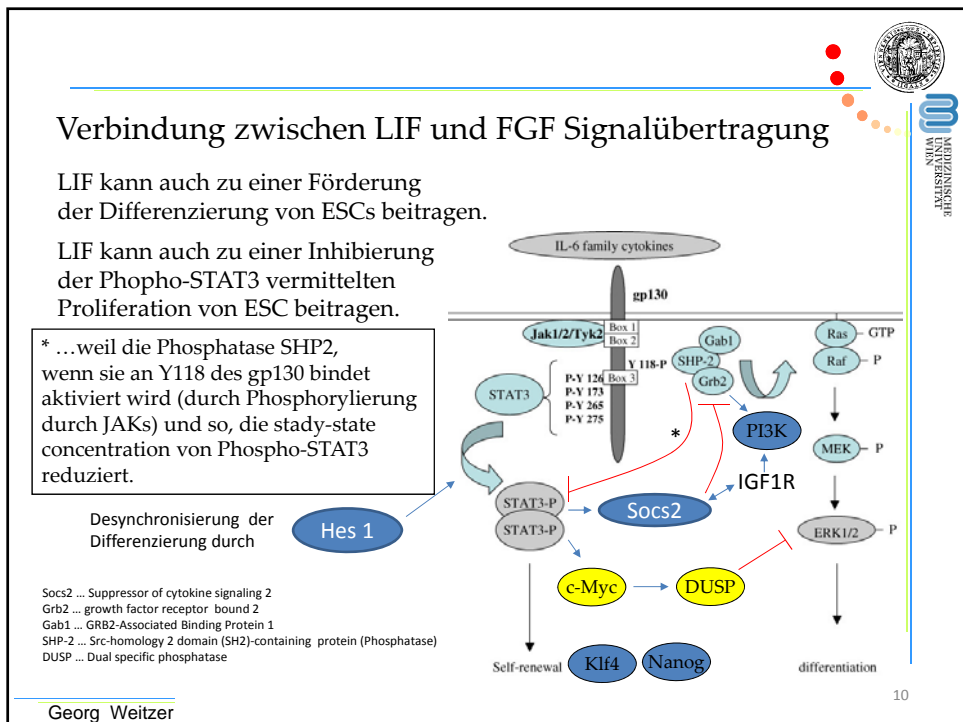 MEDIZINISCHE
UNIVERSITÄT
WIEN
Verbindung zwischen LIF und FGF Signalübertragung
LIF kann auch zu einer Förderung
der Differenzierung von ESCs beitragen.
LIF kann auch zu einer Inhibierung
der Phopho-STAT3 vermittelten
Proliferation von ESC beitragen.
* …weil die Phosphatase SHP2,
wenn sie an Y118 des gp130 bindet
aktiviert wird (durch Phosphorylierung
durch JAKs) und so, die stady-state
concentration von Phospho-STAT3
reduziert.
Desynchronisierung der
Differenzierung durch
Hes 1
IL-6 family cytokines
gp130
Jak1/2/Tyk2
Box 1
Box 2
Box 3
Y 118-P
P-Y 126
P-Y 173
P-Y 265
P-Y 275
STAT3
SHP-2
Gab1
Grb2
Ras
GTP
Raf
P
PI3K
MEK
P
IGF1R
*
STAT3-P
STAT3-P
Socs2
ERK1/2
P
c-Myc
DUSP
Self-renewal
Klf4
Nanog
differentiation
Socs2 … Suppressor of cytokine signaling 2
Grb2 … growth factor receptor bound 2
Gab1 … GRB2-Associated Binding Protein 1
SHP-2 … Src-homology 2 domain (SH2)-containing protein (Phosphatase)
DUSP … Dual specific phosphatase
10
Georg Weitzer